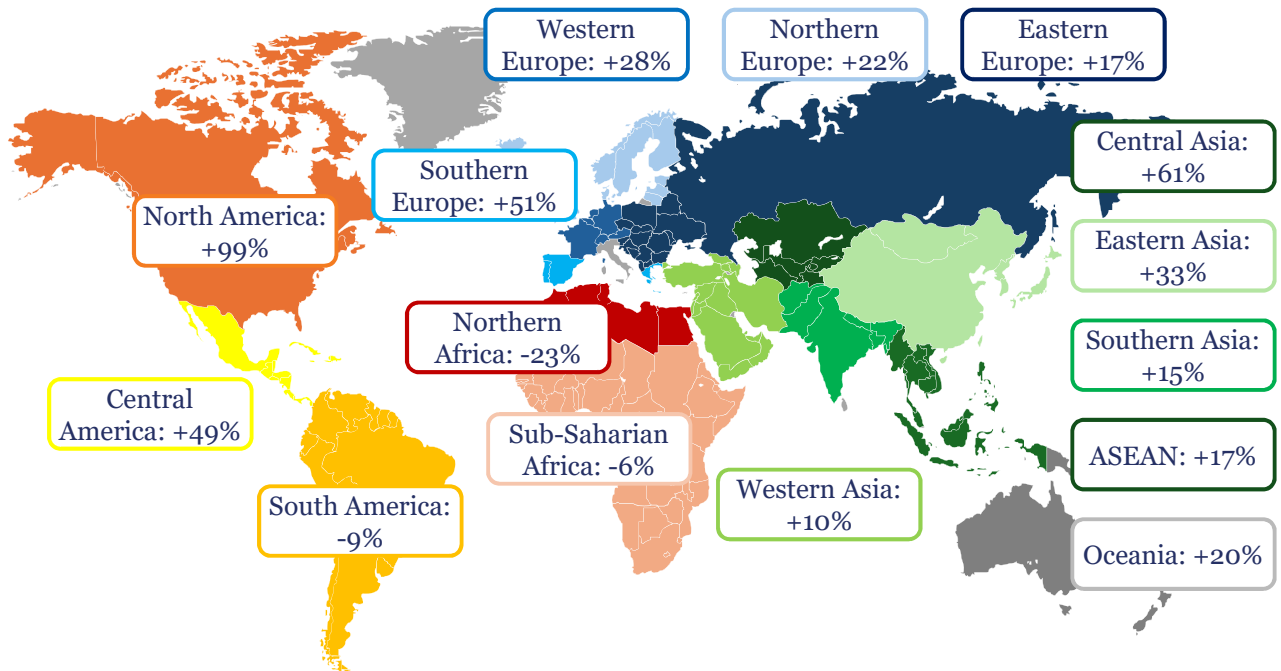 Western
Europe: +28%
Northern
Europe: +22%
Eastern
Europe: +17%
Central Asia:
+61%
Southern
Europe: +51%
North America:
+99%
Eastern Asia:
+33%
Northern
Africa: -23%
Southern Asia:
+15%
Central
America: +49%
Sub-Saharian
Africa: -6%
ASEAN: +17%
Western Asia:
+10%
South America:
-9%
Oceania: +20%